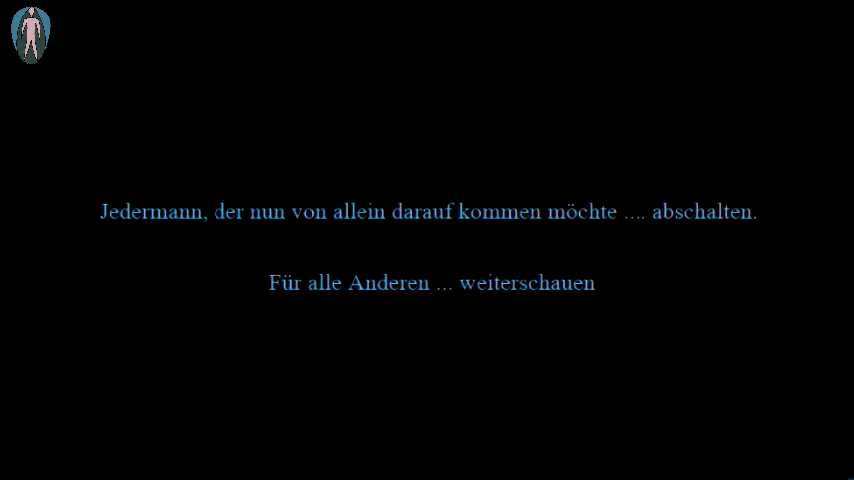 Jedermann, der nun von allein darauf kommen möchte .... abschalten.
Für alle Anderen ... weiterschauen